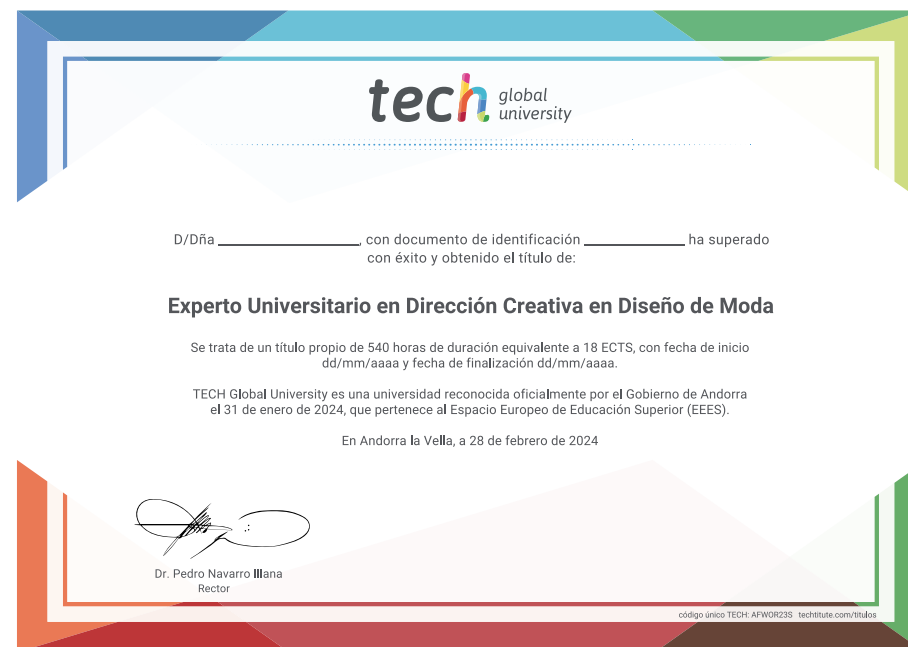 tech global university
D/Dña ____________________, con documento de identificación ______________ ha superado
con éxito y obtenido el título de:
Experto Universitario en Dirección Creativa en Diseño de Moda
Se trata de un título propio de 540 horas de duración equivalente a 18 ECTS, con fecha de inicio
dd/mm/aaaa y fecha de finalización dd/mm/aaaa.
TECH Global University es una universidad reconocida oficialmente por el Gobierno de Andorra
el 31 de enero de 2024, que pertenece al Espacio Europeo de Educación Superior (EEES).
En Andorra la Vella, a 28 de febrero de 2024
Dr. Pedro Navarro Illana
Rector
código único TECH: AFWOR23S techtitute.com/titulos